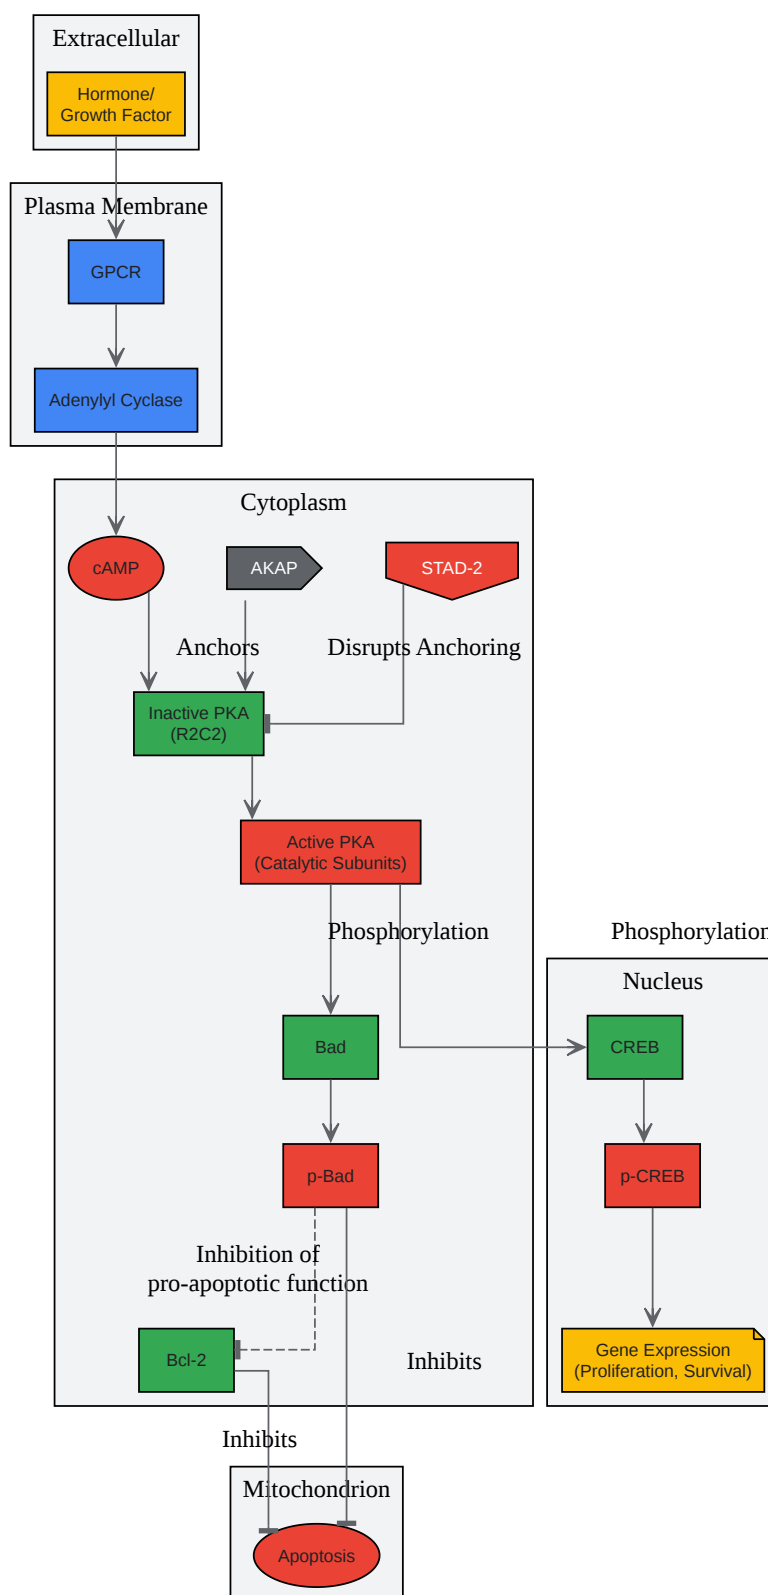 Extracellular
Hormone/
Growth Factor
Plasma Membrane
GPCR
Adenylyl Cyclase
Cytoplasm
cAMP
AKAP
STAD-2
Anchors
Disrupts Anchoring
Inactive PKA
(R2C2)
Active PKA
(Catalytic Subunits)
Phosphorylation
Phosphorylation
Nucleus
Bad
CREB
p-Bad
p-CREB
Inhibition of
pro-apoptotic function
Bcl-2
Inhibits
Gene Expression
(Proliferation, Survival)
Inhibits
Mitochondrion
Apoptosis